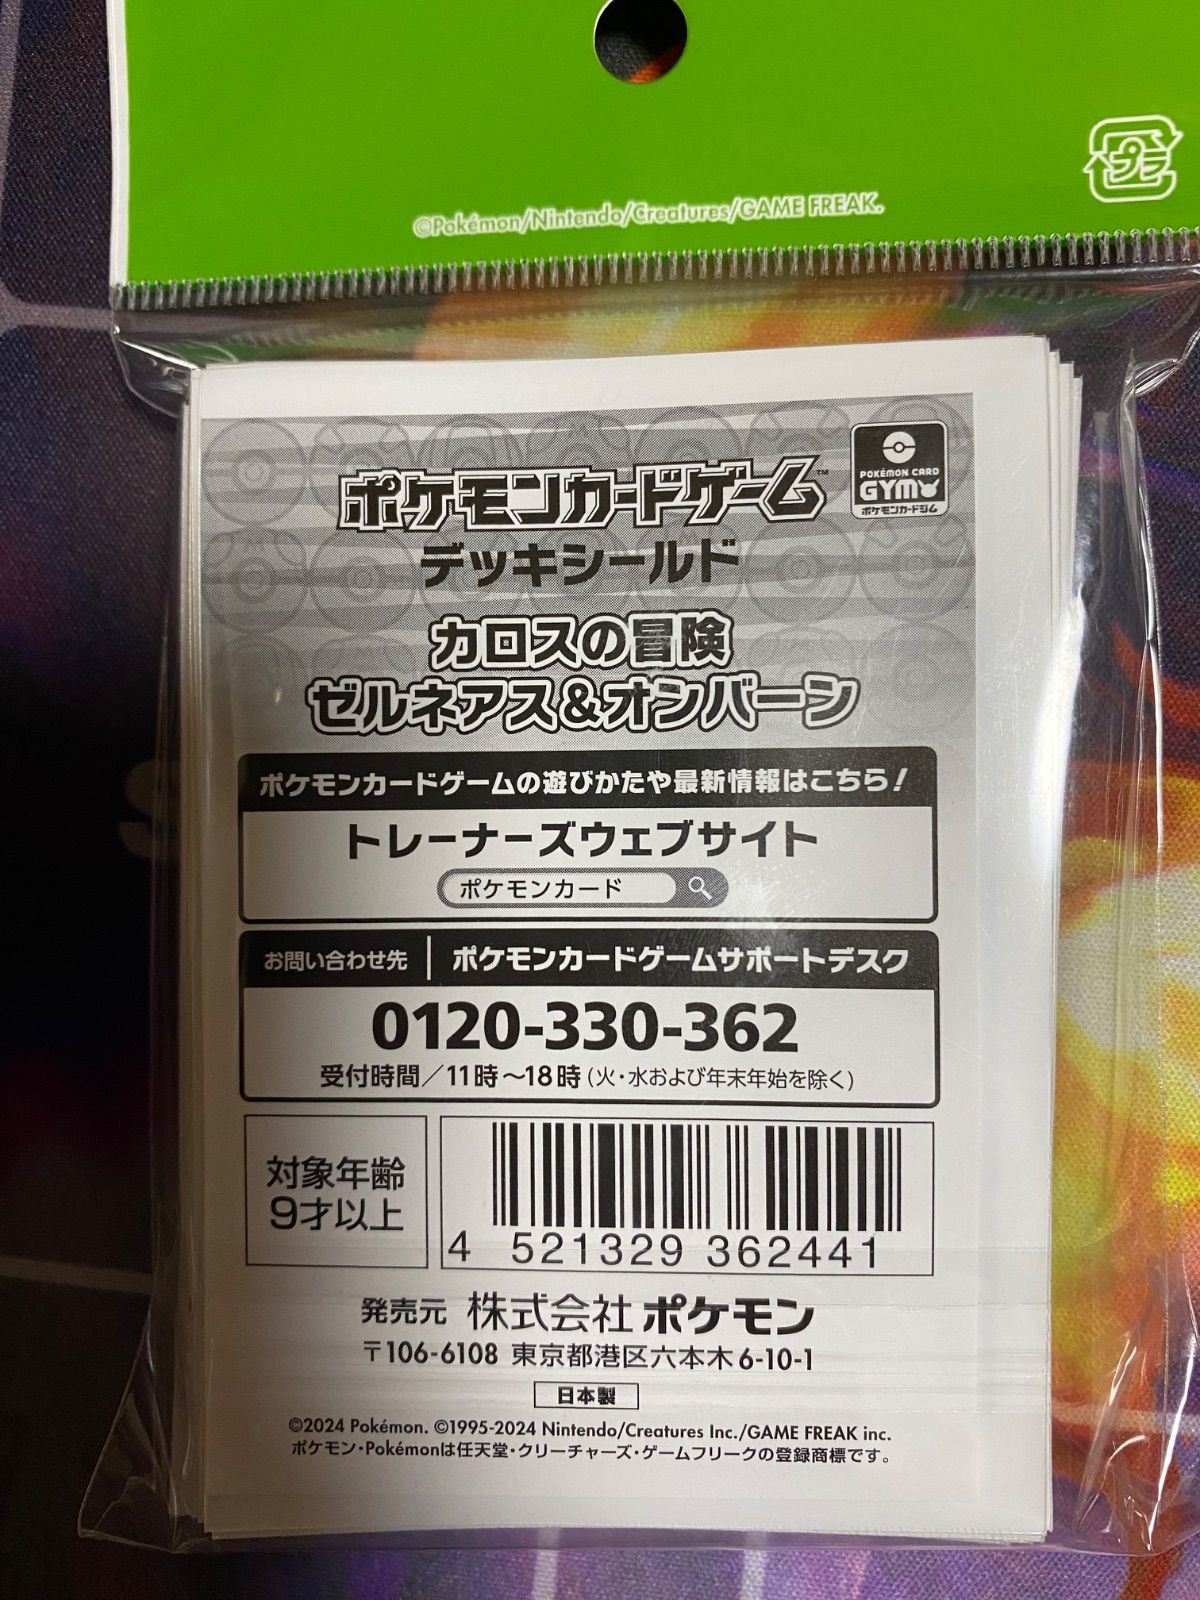 プラ
©Pokémon/Nintendo/Creatures/GAME FREAK.
ポケモンカードゲーム™
POKÉMON CARD
GYM
ポケモンカードジム
デッキシールド
カロスの冒険
ゼルネアス&オンバーン
ポケモンカードゲームの遊びかたや最新情報はこちら!
トレーナーズウェブサイト
ポケモンカード
お問い合わせ先 ポケモンカードゲームサポートデスク
0120-330-362
受付時間/11時〜18時(火・水および年末年始を除く)
対象年齢
9才以上
4 521329 362441
発売元 株式会社ポケモン
〒106-6108 東京都港区六本木6-10-1
日本製
©2024 Pokémon. ©1995-2024 Nintendo/Creatures Inc./GAME FREAK inc.
ポケモン・Pokémonは任天堂・クリーチャーズ・ゲームフリークの登録商標です。